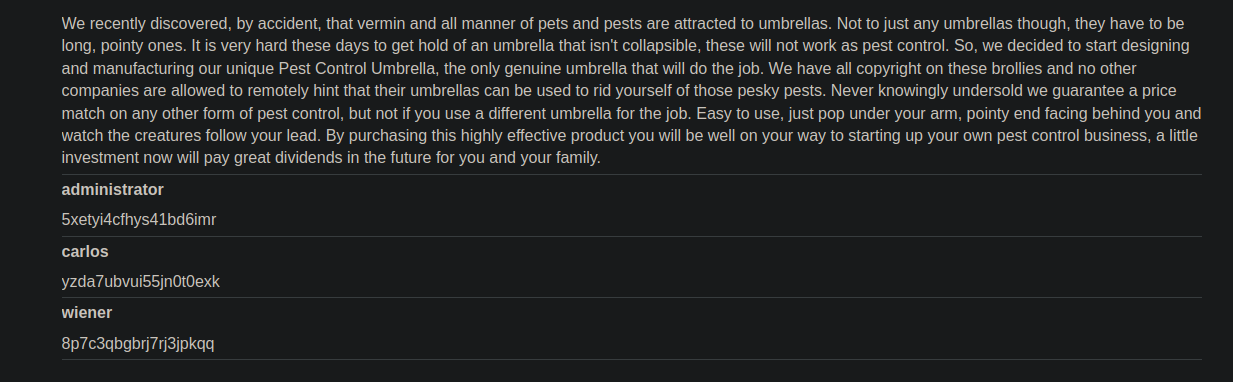 We recently discovered, by accident, that vermin and all manner of pets and pests are attracted to umbrellas. Not to just any umbrellas though, they have to be
long, pointy ones. It is very hard these days to get hold of an umbrella that isn't collapsible, these will not work as pest control. So, we decided to start designing
and manufacturing our unique Pest Control Umbrella, the only genuine umbrella that will do the job. We have all copyright on these brollies and no other
companies are allowed to remotely hint that their umbrellas can be used to rid yourself of those pesky pests. Never knowingly undersold we guarantee a price
match on any other form of pest control, but not if you use a different umbrella for the job. Easy to use, just pop under your arm, pointy end facing behind you and
watch the creatures follow your lead. By purchasing this highly effective product you will be well on your way to starting up your own pest control business, a little
investment now will pay great dividends in the future for you and your family.
administrator
5xetyi4cfhys41bd6imr
carlos
yzda7ubvui55jn0t0exk
wiener
8p7c3qbgbrj7rj3jpkqq